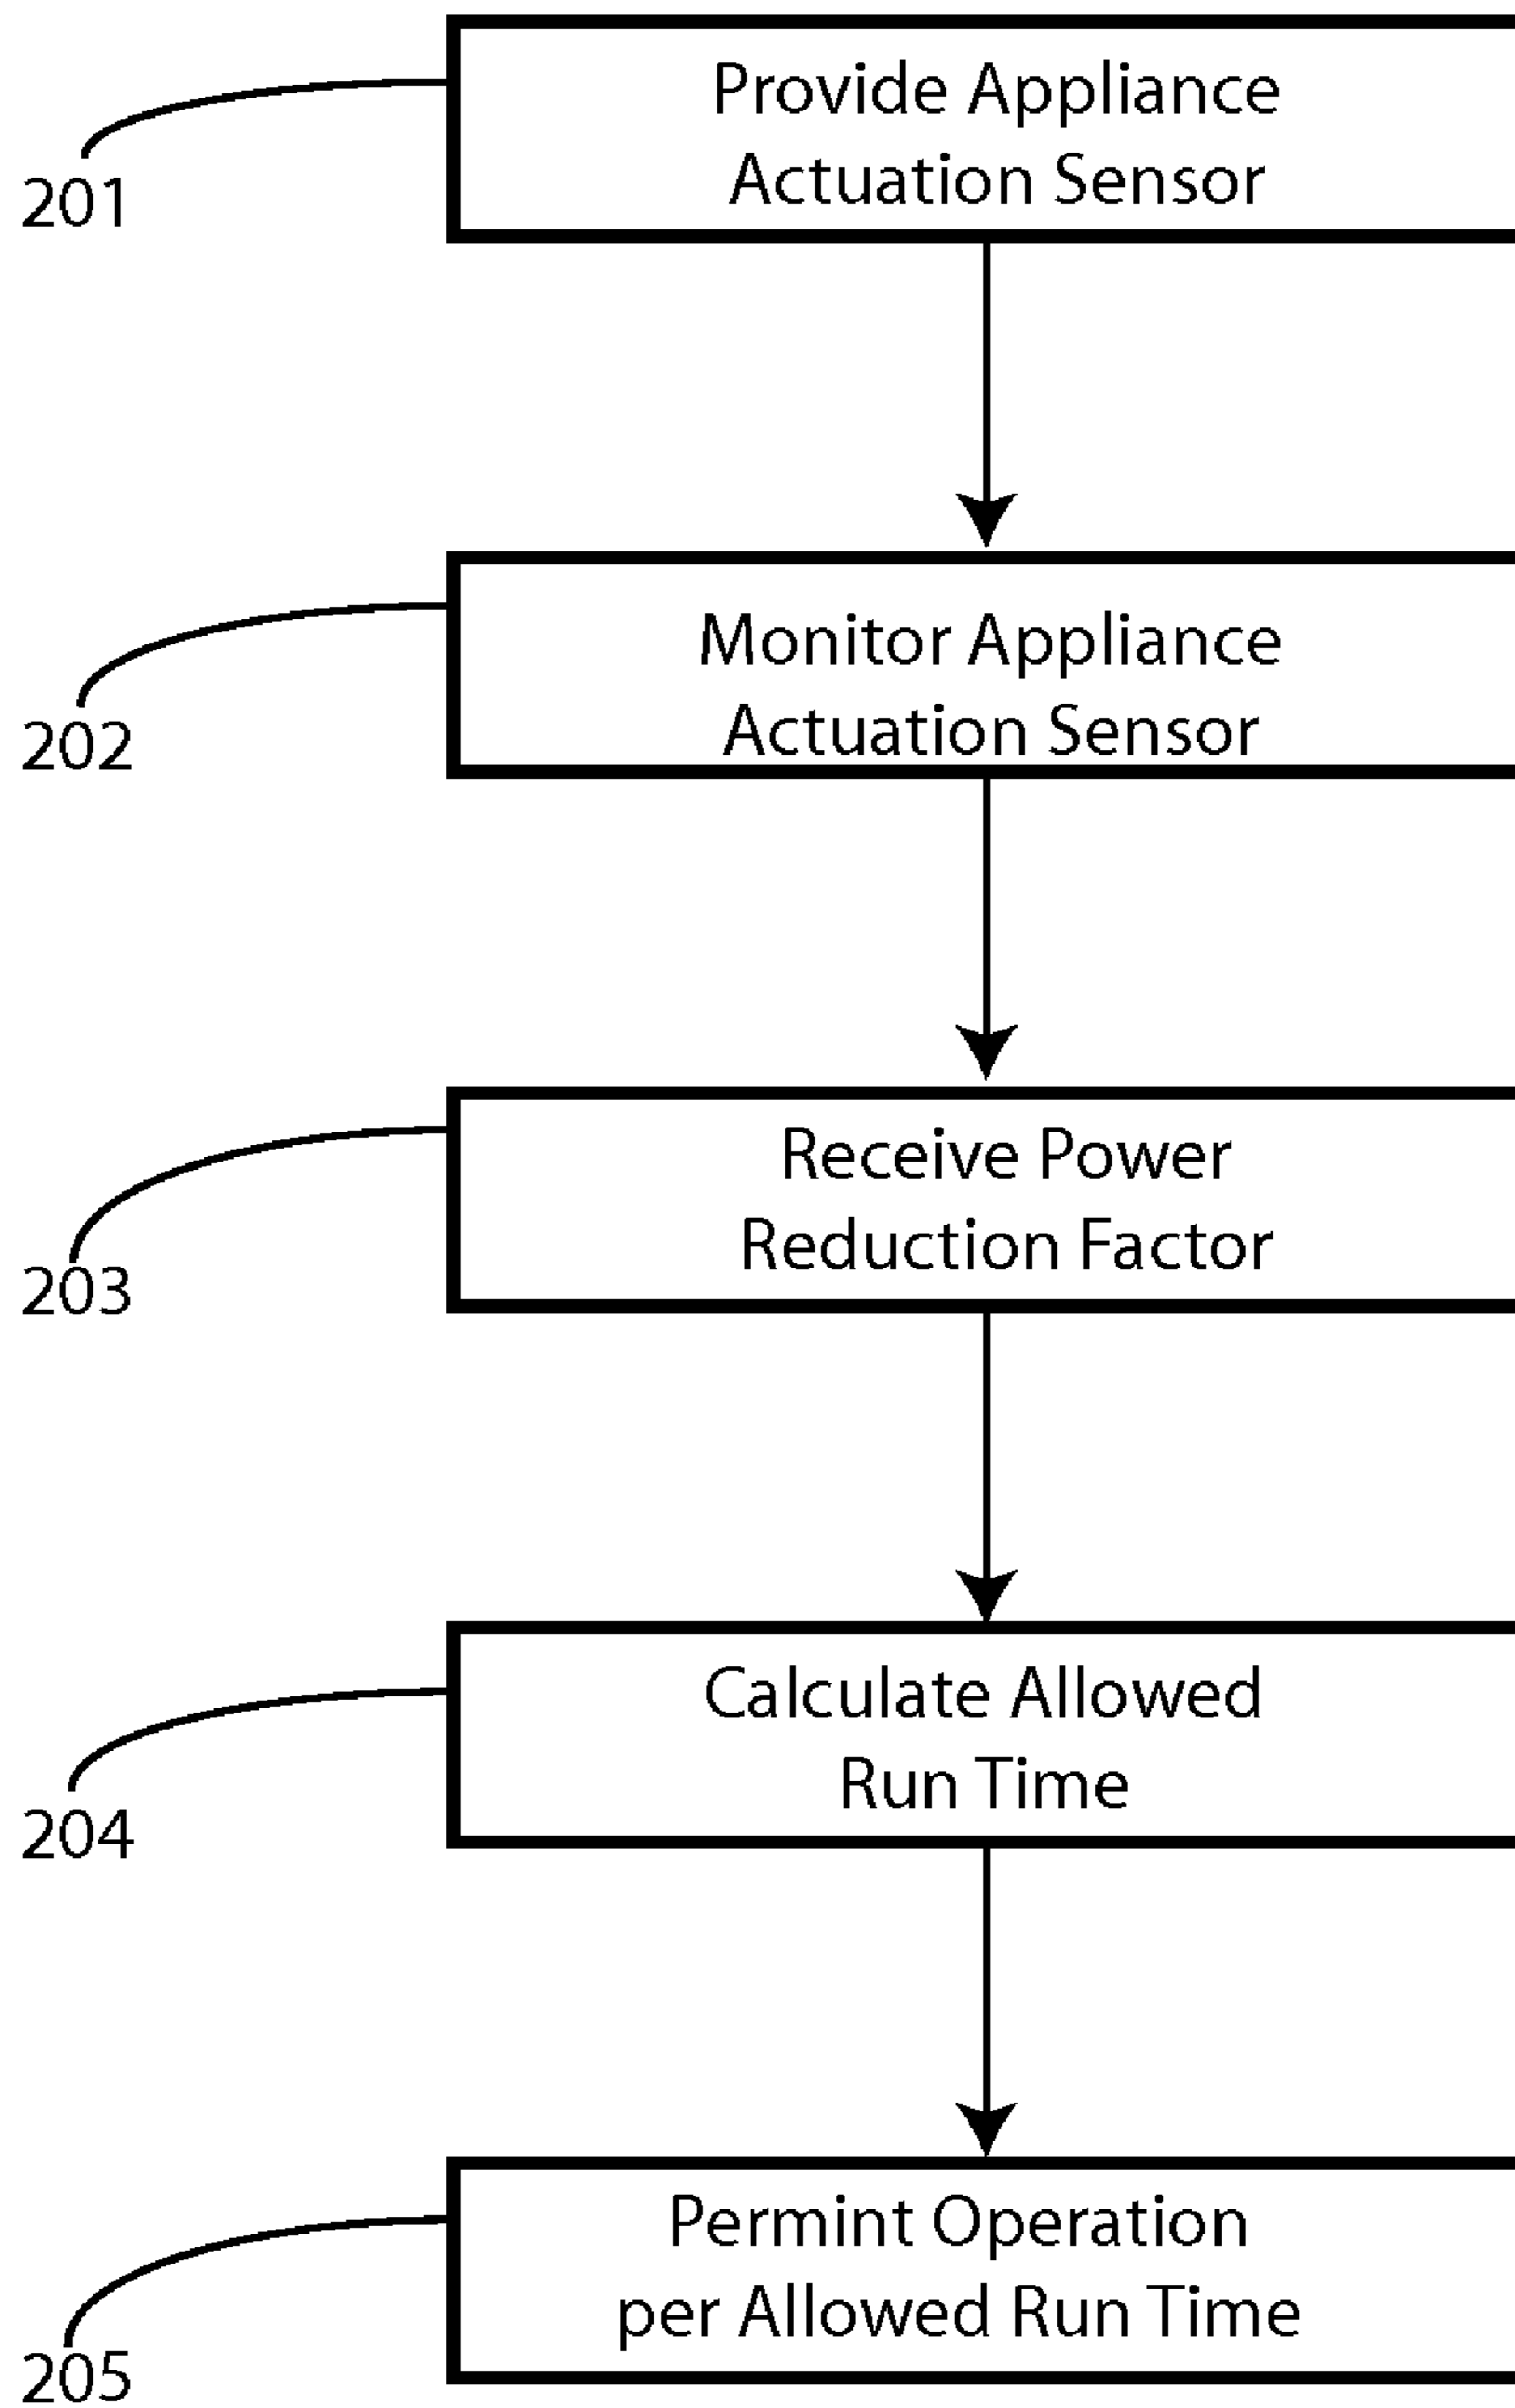 Provide Appliance
Actuation Sensor
201
Monitor Appliance
Actuation Sensor
202
Receive Power
Reduction Factor
203
Calculate Allowed
Run Time
204
Permint Operation
per Allowed Run Time
205